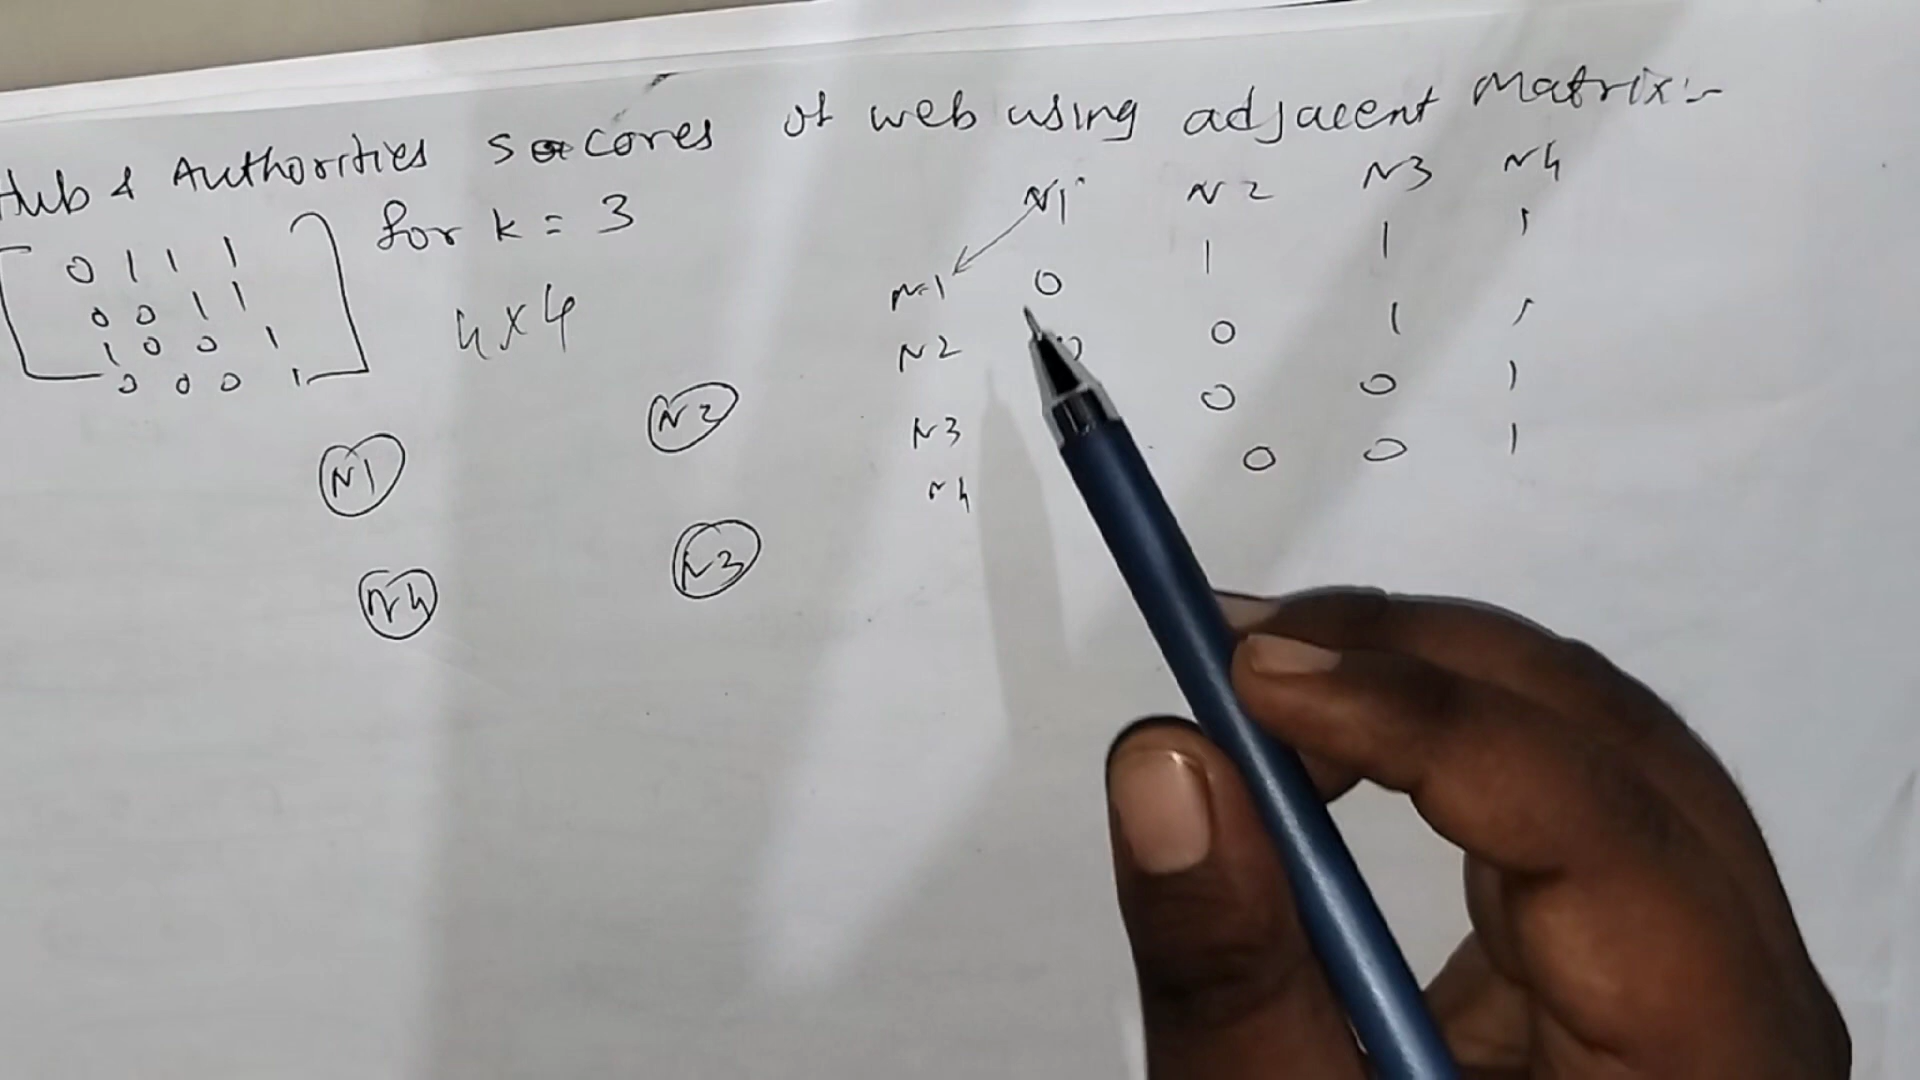 Hub & Authorities Scores of web using adjacent Matrix:-
for k = 3
0 1 1 1
0 0 1 1
1 0 0 1
0 0 0 1
4x4
N1 N2 N3 N4
N1 0 1 1 1
N2 0 0 1 1
N3 0 0 1
N4 0 0 1
N1
N2
N4
N3